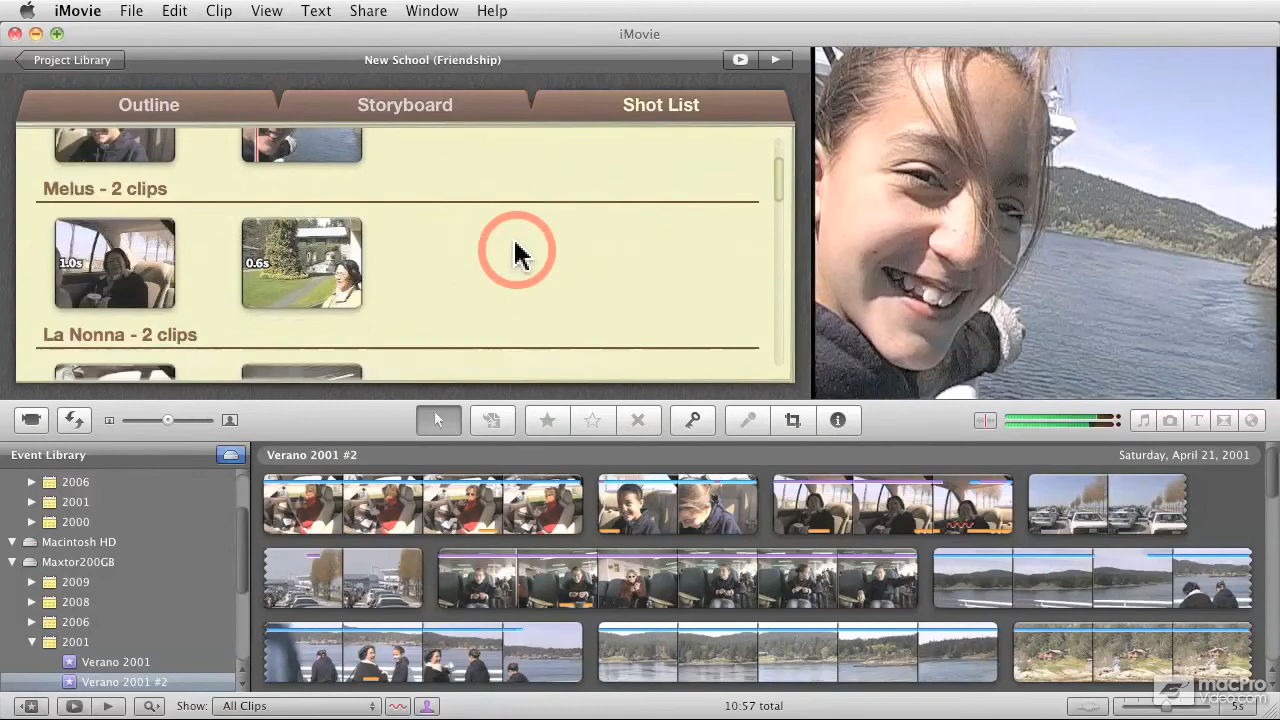 iMovie File Edit Clip View Text Share Window Help
iMovie
Project Library New School (Friendship)
Outline Storyboard Shot List
Melus - 2 clips
1.0s 0.6s
La Nonna - 2 clips
Event Library Verano 2001 #2 Saturday, April 21, 2001
2006
2001
2000
Macintosh HD
Maxtor200GB
2009
2008
2006
2001
Verano 2001
Verano 2001 #2
macPro
Video.com
Show: All Clips 10:57 total 5s